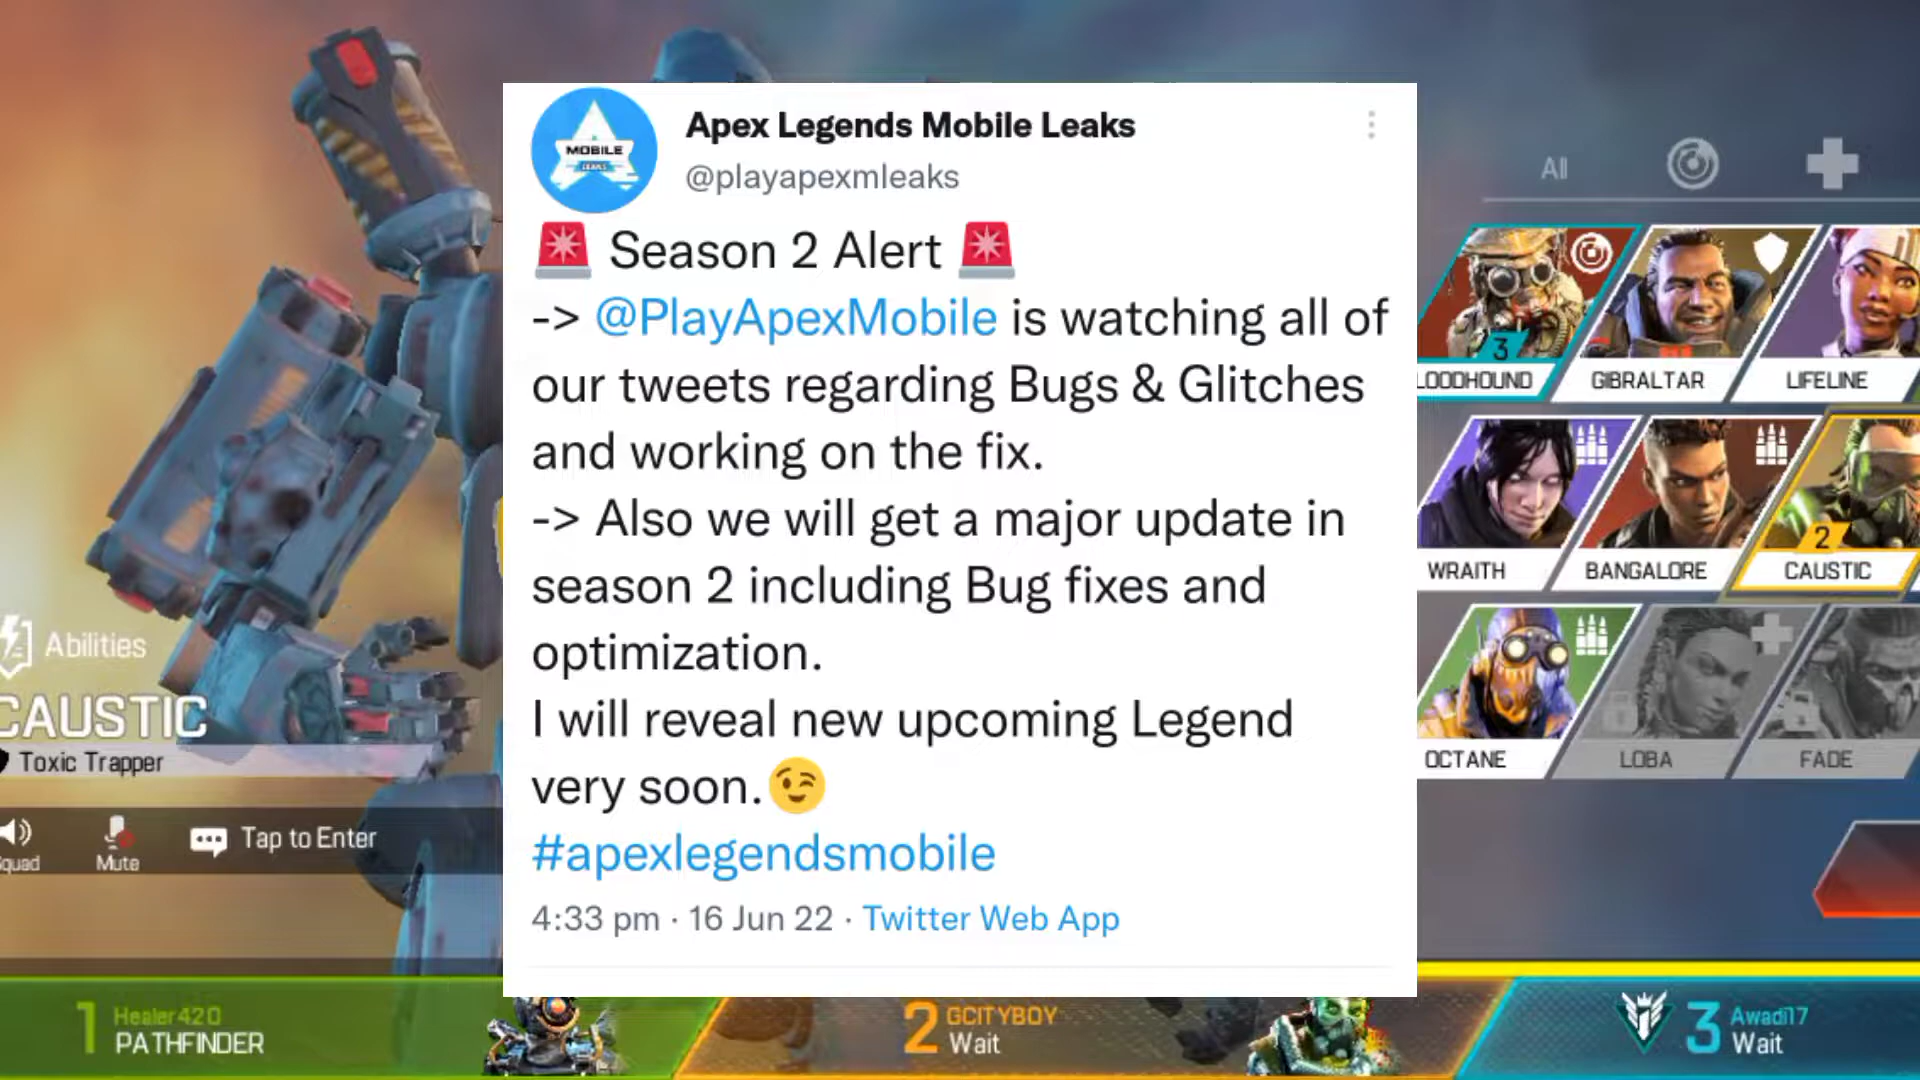 Apex Legends Mobile Leaks
@playapexmleaks
MOBILE
LEAKS
🚨 Season 2 Alert 🚨
-> @PlayApexMobile is watching all of
our tweets regarding Bugs & Glitches
and working on the fix.
-> Also we will get a major update in
season 2 including Bug fixes and
optimization.
I will reveal new upcoming Legend
very soon.😉
#apexlegendsmobile
4:33 pm · 16 Jun 22 · Twitter Web App
All
3
LOODHOUND
GIBRALTAR
LIFELINE
WRAITH
BANGALORE
2
CAUSTIC
OCTANE
LOBA
FADE
Abilities
CAUSTIC
Toxic Trapper
Squad
Mute
Tap to Enter
1
Healer420
PATHFINDER
2
GCITYBOY
Wait
3
Awadi17
Wait